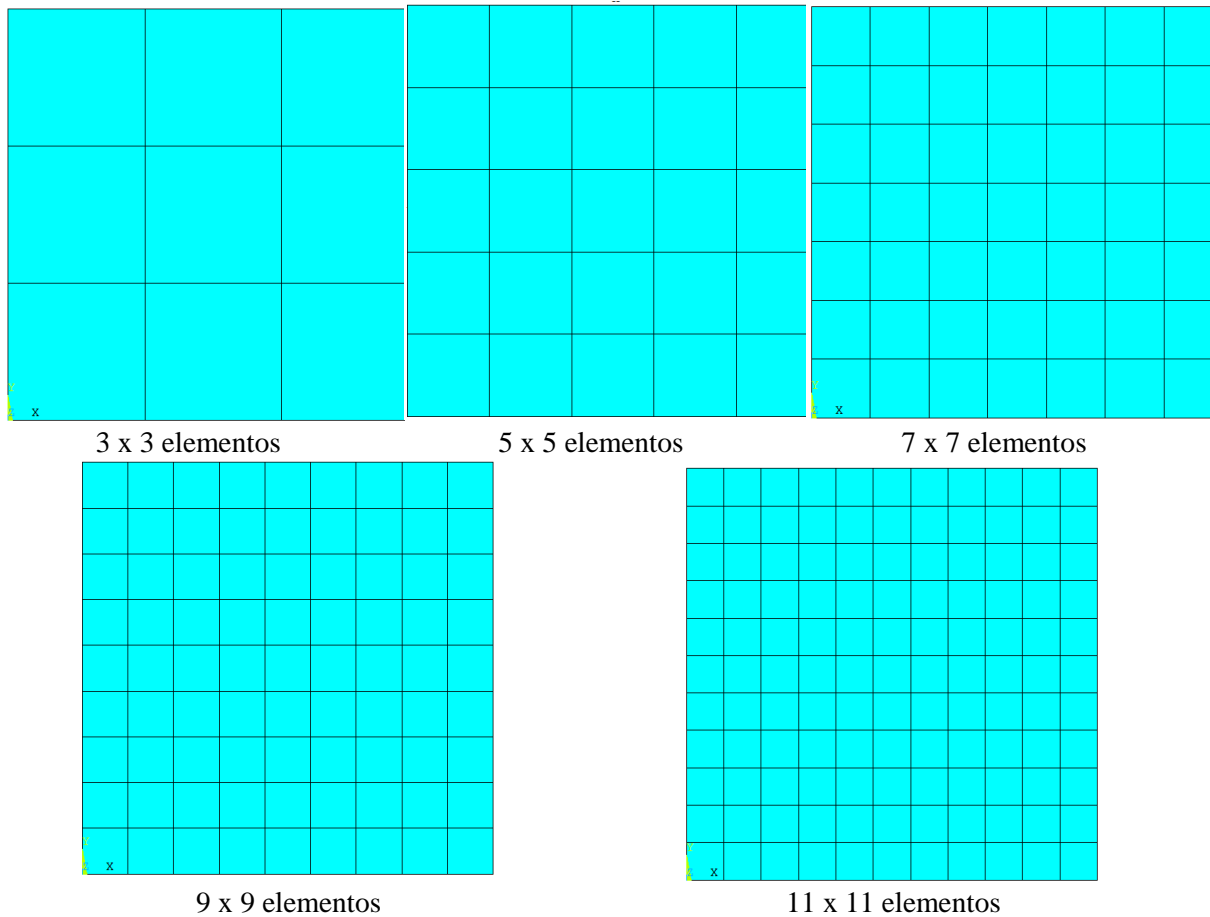 Y
Z X
Y
Z X
3 x 3 elementos
5 x 5 elementos
7 x 7 elementos
Y
Z X
Y
Z X
9 x 9 elementos
11 x 11 elementos